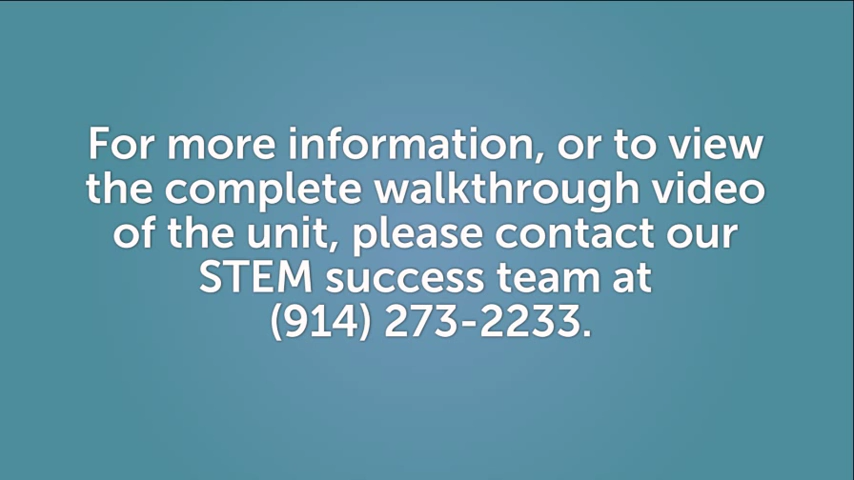 For more information, or to view
the complete walkthrough video
of the unit, please contact our
STEM success team at
(914) 273-2233.